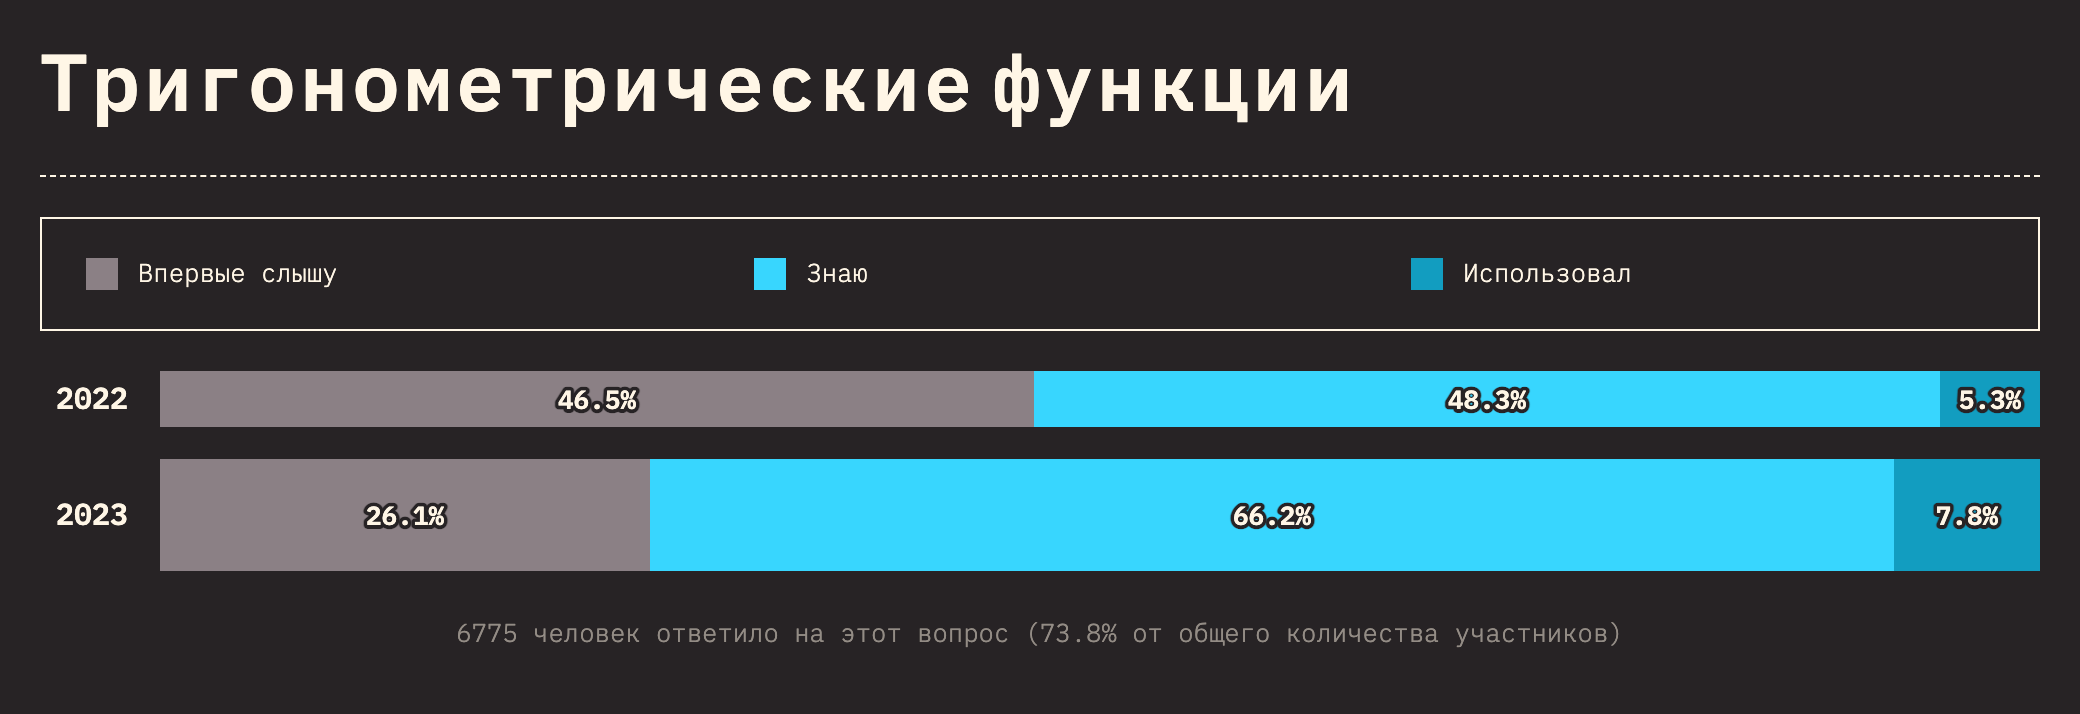 Тригонометрические функции
Впервые слышу Знаю Использовал
2022 46.5% 48.3% 5.3%
2023 26.1% 66.2% 7.8%
6775 человек ответило на этот вопрос (73.8% от общего количества участников)